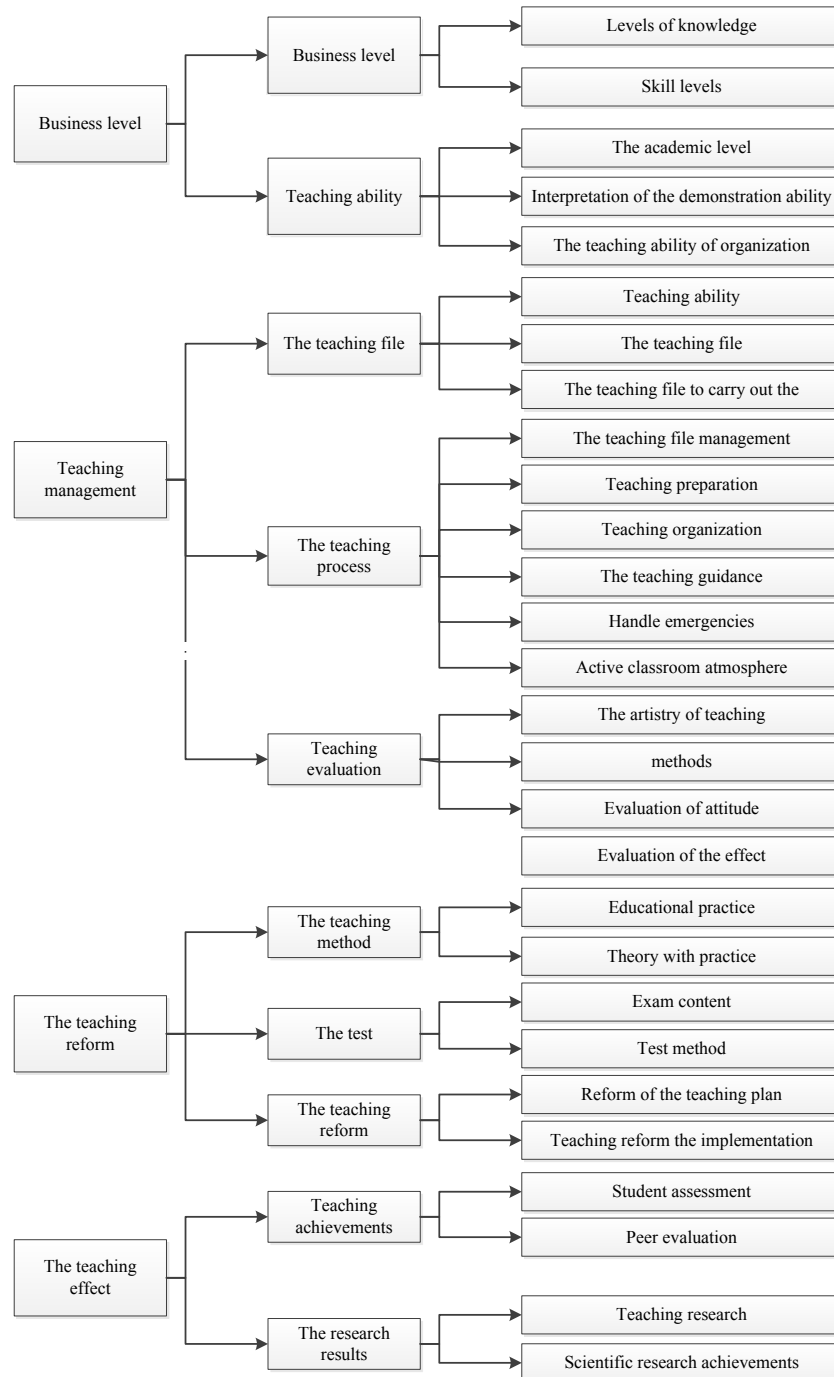 Business level
Business level
Levels of knowledge
Skill levels
Teaching ability
The academic level
Interpretation of the demonstration ability
The teaching ability of organization
Teaching
management
The teaching file
Teaching ability
The teaching file
The teaching file to carry out the
The teaching
process
The teaching file management
Teaching preparation
Teaching organization
The teaching guidance
Handle emergencies
Active classroom atmosphere
Teaching
evaluation
The artistry of teaching
methods
Evaluation of attitude
Evaluation of the effect
The teaching
reform
The teaching
method
Educational practice
Theory with practice
The test
Exam content
Test method
The teaching
reform
Reform of the teaching plan
Teaching reform the implementation
The teaching
effect
Teaching
achievements
Student assessment
Peer evaluation
The research
results
Teaching research
Scientific research achievements